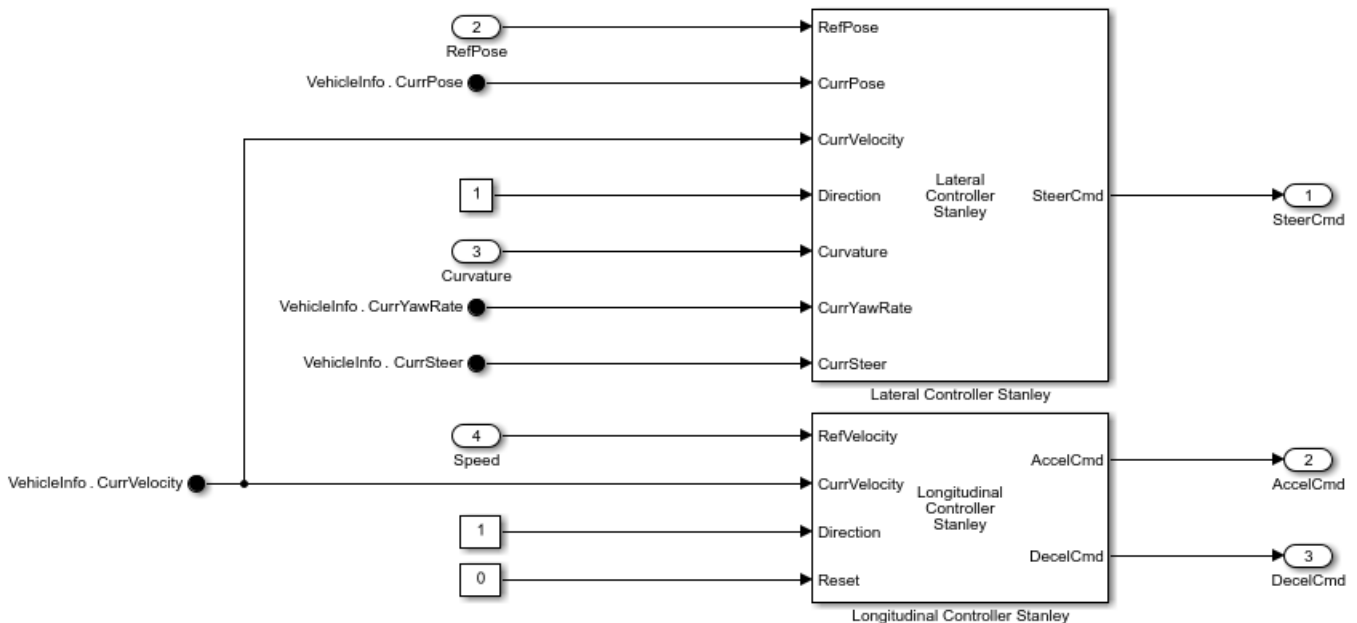 2
RefPose
RefPose
VehicleInfo . CurrPose
CurrPose
CurrVelocity
1
Direction
Lateral
Controller
Stanley
SteerCmd
1
SteerCmd
3
Curvature
Curvature
VehicleInfo . CurrYawRate
CurrYawRate
VehicleInfo . CurrSteer
CurrSteer
Lateral Controller Stanley
4
Speed
RefVelocity
VehicleInfo . CurrVelocity
CurrVelocity
Longitudinal
Controller
Stanley
AccelCmd
2
AccelCmd
1
Direction
DecelCmd
3
DecelCmd
0
Reset
Longitudinal Controller Stanley